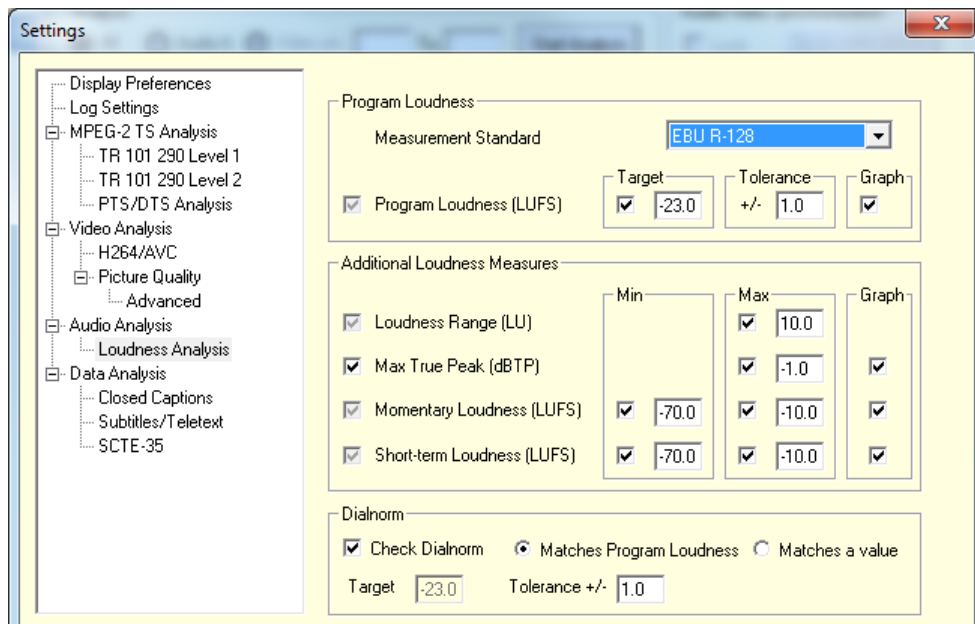 Settings
Display Preferences
Log Settings
MPEG-2 TS Analysis
TR 101 290 Level 1
TR 101 290 Level 2
PTS/DTS Analysis
Video Analysis
H264/AVC
Picture Quality
Advanced
Audio Analysis
Loudness Analysis
Data Analysis
Closed Captions
Subtitles/Teletext
SCTE-35
Program Loudness
Measurement Standard EBU R-128
Target Tolerance Graph
Program Loudness (LUFS) -23.0 +/- 1.0
Additional Loudness Measures
Min Max Graph
Loudness Range (LU) 10.0
Max True Peak (dBTP) -1.0
Momentary Loudness (LUFS) -70.0 -10.0
Short-term Loudness (LUFS) -70.0 -10.0
Dialnorm
Check Dialnorm Matches Program Loudness Matches a value
Target -23.0 Tolerance +/- 1.0